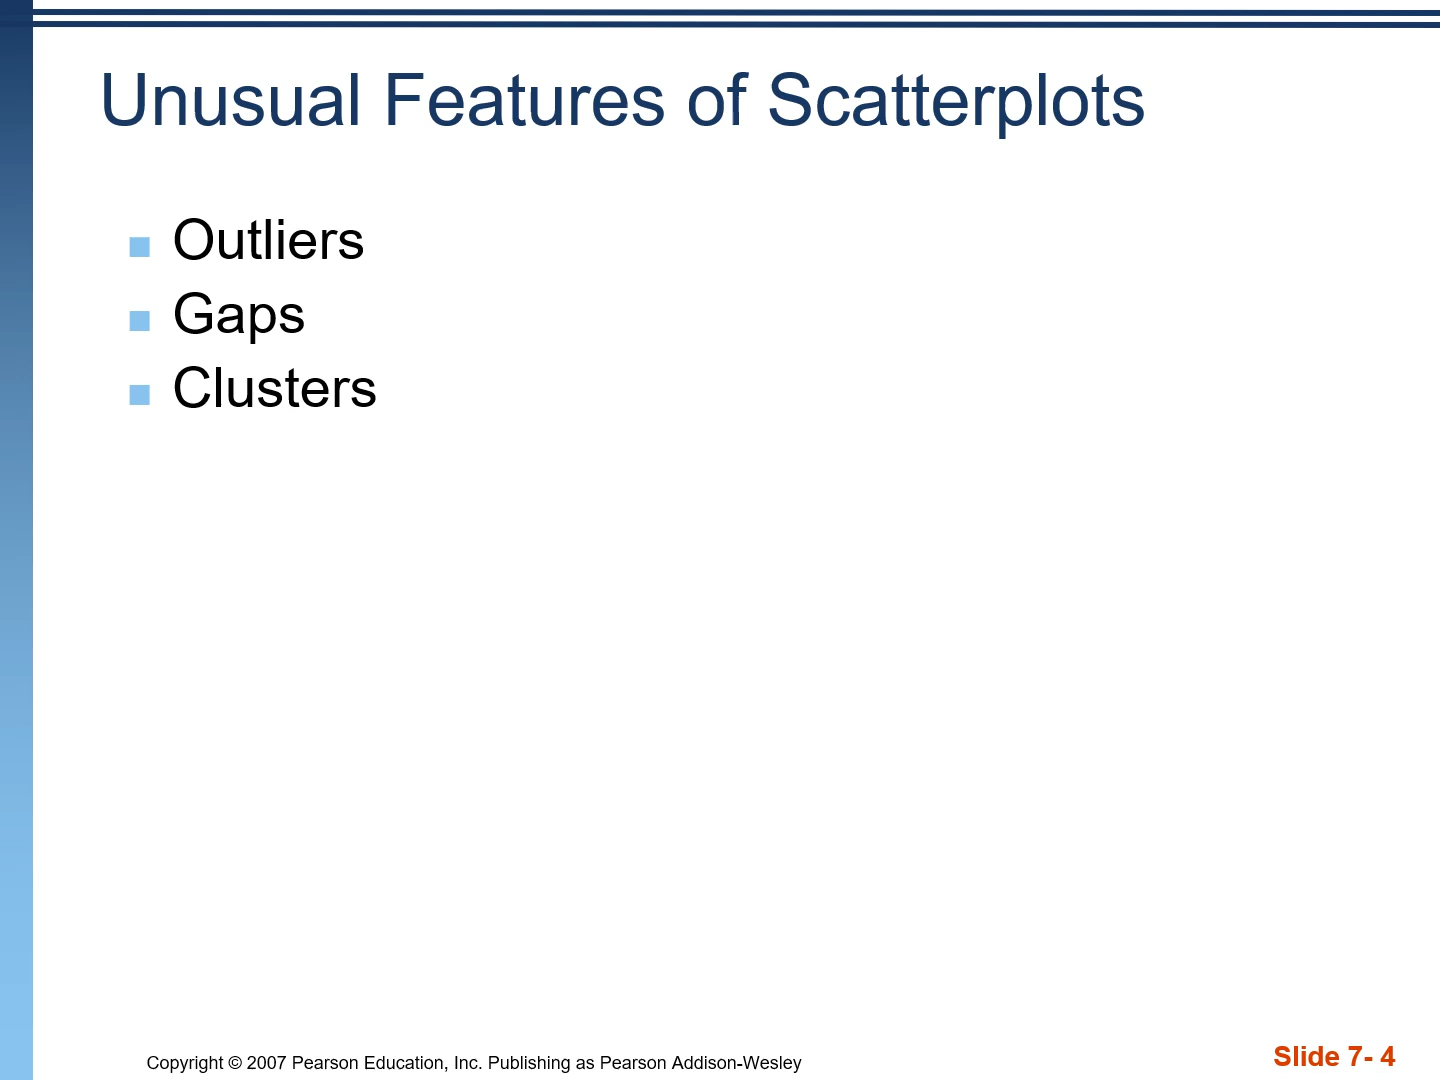 Unusual Features of Scatterplots
Outliers
Gaps
Clusters
Copyright © 2007 Pearson Education, Inc. Publishing as Pearson Addison-Wesley
Slide 7- 4